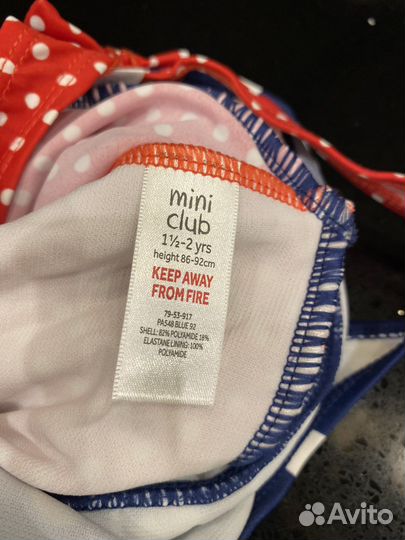 mini
club
1½-2 yrs
height 86-92cm
KEEP AWAY
FROM FIRE
79-53-917
PA548 BLUE 92
SHELL: 82% POLYAMIDE 18%
ELASTANE LINING: 100%
POLYAMIDE
Avito